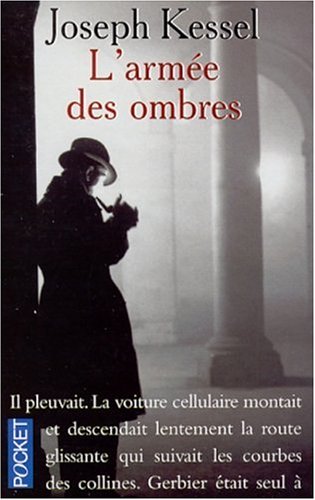 Joseph Kessel
L'armée
des ombres
Il pleuvait. La voiture cellulaire montait
et descendait lentement la route
glissante qui suivait les courbes
des collines. Gerbier était seul à
POCKET